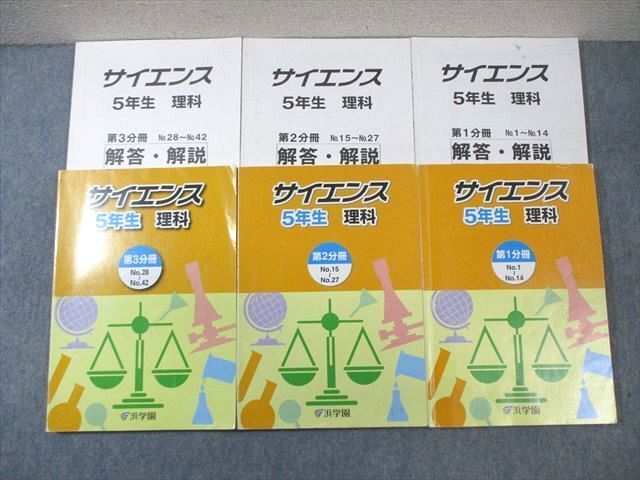 サイエンス
5年生 理科
第3分冊 No.28～No.42
解答・解説
サイエンス
5年生 理科
第2分冊 No.15～No.27
解答・解説
サイエンス
5年生 理科
第1分冊 No.1～No.14
解答・解説
サイエンス
5年生 理科
第3分冊
No.28
～
No.42
浜学園
サイエンス
5年生 理科
第2分冊
No.15
～
No.27
浜学園
サイエンス
5年生 理科
第1分冊
No.1
～
No.14
浜学園